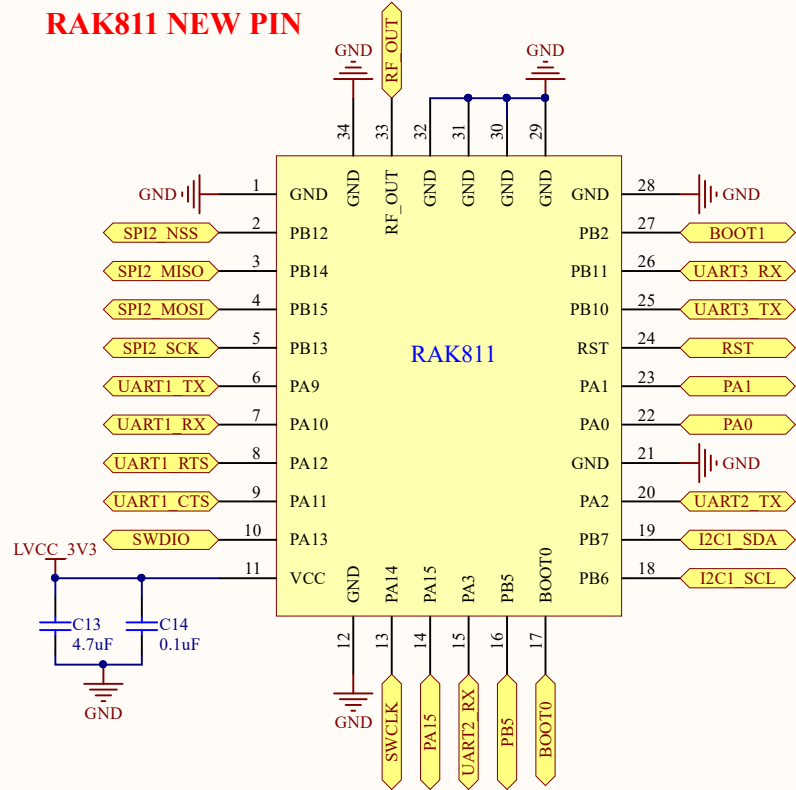 RAK811 NEW PIN
GND
RF_OUT
GND
34
33
32
31
30
29
GND
RF_OUT
GND
GND
GND
GND
GND
1
GND
GND
28
GND
SPI2_NSS
2
PB12
PB2
27
BOOT1
SPI2_MISO
3
PB14
PB11
26
UART3_RX
SPI2_MOSI
4
PB15
PB10
25
UART3_TX
SPI2_SCK
5
PB13
RAK811
RST
24
RST
UART1_TX
6
PA9
PA1
23
PA1
UART1_RX
7
PA10
PA0
22
PA0
UART1_RTS
8
PA12
GND
21
GND
UART1_CTS
9
PA11
PA2
20
UART2_TX
SWDIO
10
PA13
PB7
19
I2C1_SDA
LVCC_3V3
11
VCC
PB6
18
I2C1_SCL
GND
PA14
PA15
PA3
PB5
BOOT0
C13
4.7uF
C14
0.1uF
GND
12
13
14
15
16
17
GND
SWCLK
PA15
UART2_RX
PB5
BOOT0